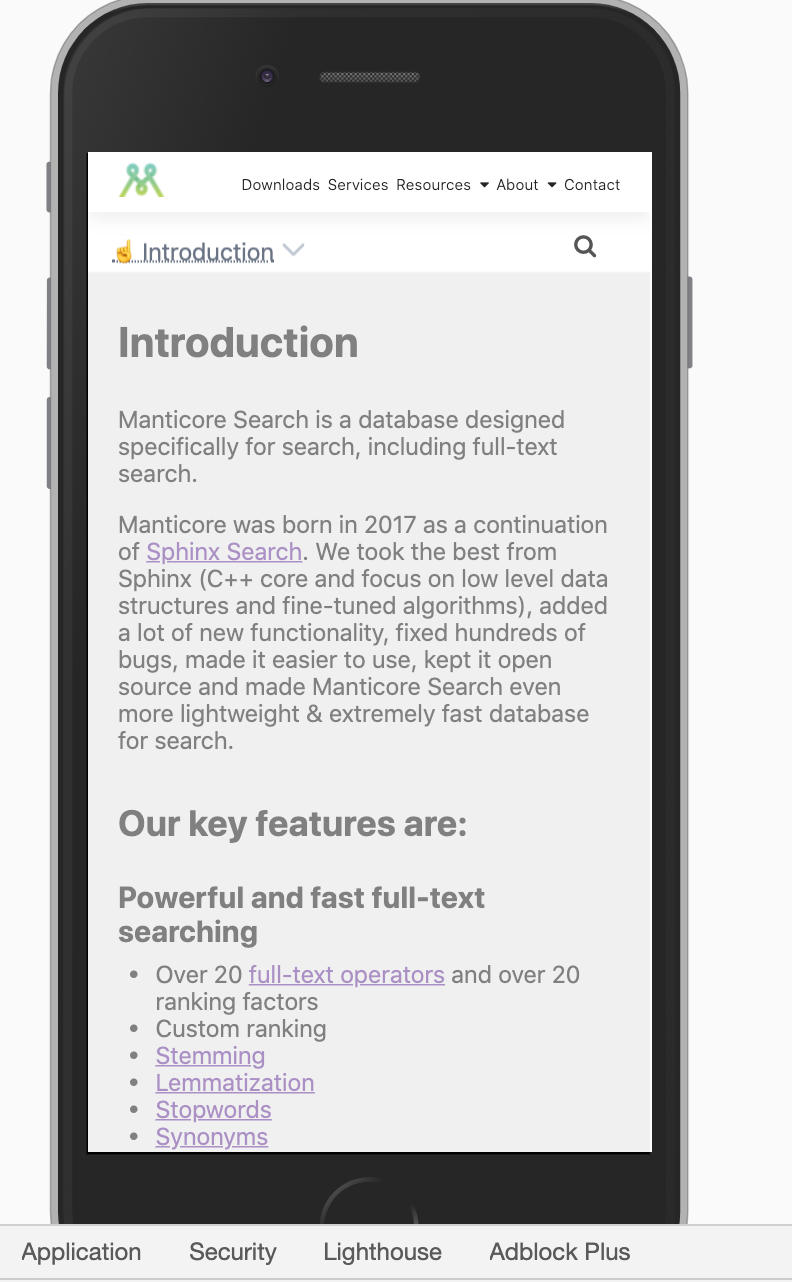 Downloads Services Resources About Contact
☝ Introduction
Introduction
Manticore Search is a database designed
specifically for search, including full-text
search.
Manticore was born in 2017 as a continuation
of Sphinx Search. We took the best from
Sphinx (C++ core and focus on low level data
structures and fine-tuned algorithms), added
a lot of new functionality, fixed hundreds of
bugs, made it easier to use, kept it open
source and made Manticore Search even
more lightweight & extremely fast database
for search.
Our key features are:
Powerful and fast full-text
searching
• Over 20 full-text operators and over 20
ranking factors
• Custom ranking
• Stemming
• Lemmatization
• Stopwords
• Synonyms
Application Security Lighthouse Adblock Plus